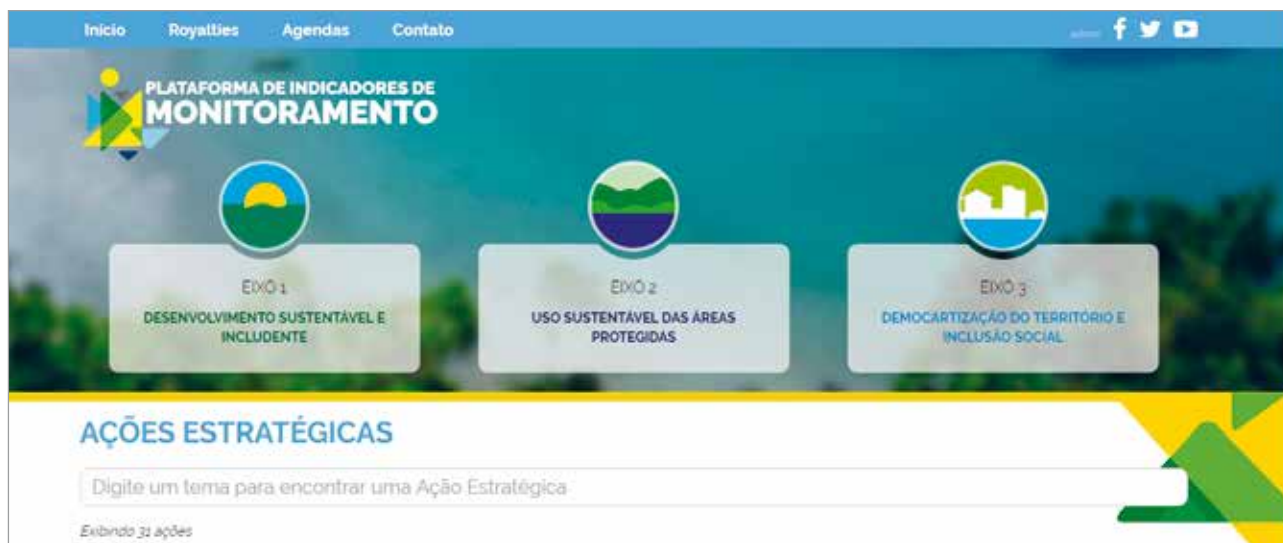 Início Royalties Agendas Contato
PLATAFORMA DE INDICADORES DE
MONITORAMENTO
EIXO 1
DESENVOLVIMENTO SUSTENTÁVEL E
INCLUDENTE
EIXO 2
USO SUSTENTÁVEL DAS ÁREAS
PROTEGIDAS
EIXO 3
DEMOCARTIZAÇÃO DO TERRITÓRIO E
INCLUSÃO SOCIAL
AÇÕES ESTRATÉGICAS
Digite um tema para encontrar uma Ação Estratégica
Exibindo 31 ações